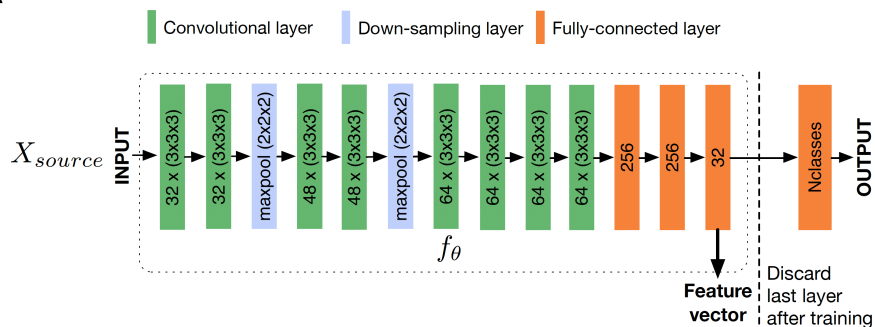 Convolutional layer
Down-sampling layer
Fully-connected layer
X_source
INPUT
32 x (3x3x3)
32 x (3x3x3)
maxpool (2x2x2)
48 x (3x3x3)
48 x (3x3x3)
maxpool (2x2x2)
64 x (3x3x3)
64 x (3x3x3)
64 x (3x3x3)
64 x (3x3x3)
256
256
32
Nclasses
OUTPUT
f_θ
Feature
vector
Discard
last layer
after training